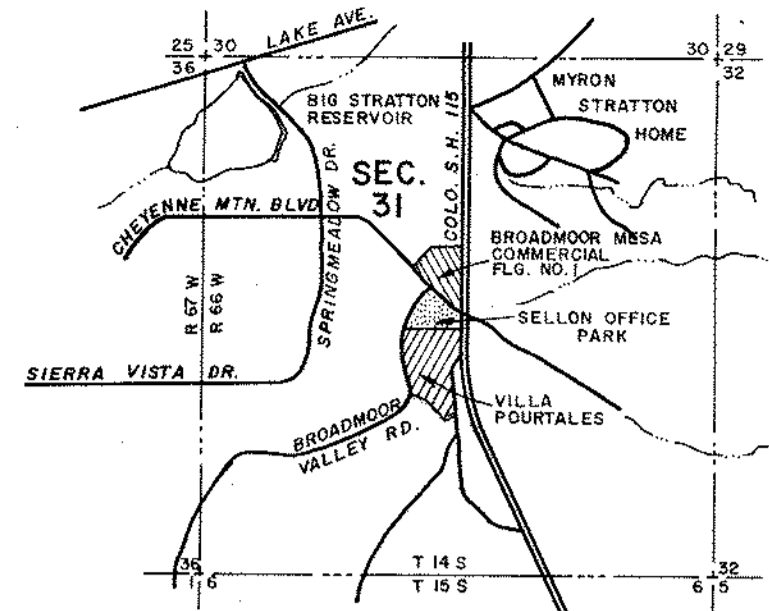 LAKE AVE.
25 30
36
30 29
32
BIG STRATTON
RESERVOIR
COLO. S.H. 115
MYRON
STRATTON
HOME
SEC.
31
CHEYENNE MTN. BLVD
SPRINGMEADOW DR.
BROADMOOR MESA
COMMERCIAL
FLG. NO. 1
R 67 W
R 66 W
SELLON OFFICE
PARK
SIERRA VISTA DR.
VILLA
POURTALES
BROADMOOR
VALLEY RD.
36
1 6
T 14 S
T 15 S
32
6 5